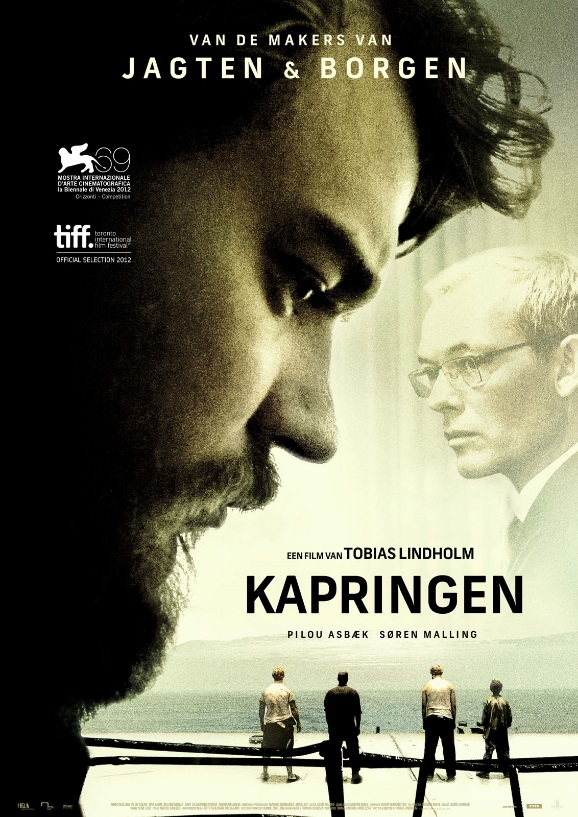 VAN DE MAKERS VAN
JAGTEN & BORGEN
69
MOSTRA INTERNAZIONALE
D'ARTE CINEMATOGRAFICA
la Biennale di Venezia 2012
Orizzonti – Competition
tiff. toronto
international
film festival
OFFICIAL SELECTION 2012
EEN FILM VAN TOBIAS LINDHOLM
KAPRINGEN
PILOU ASBÆK SØREN MALLING